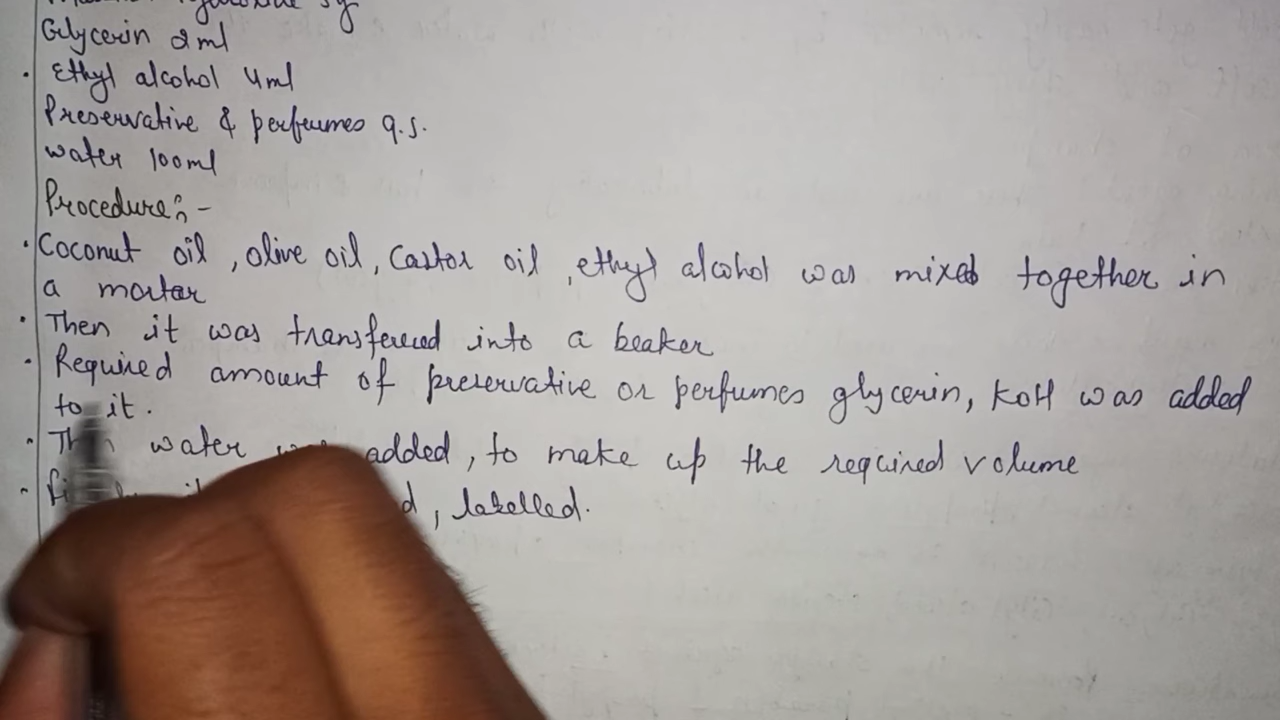 Glycerin 2ml
. Ethyl alcohol 4ml
Preservative & perfumes q.s.
water 100ml
Procedure:-
. Coconut oil, olive oil, Castor oil, ethyl alcohol was mixed together in
a mortar
. Then it was transfered into a beaker
. Required amount of preservative or perfumes glycerin, KOH was added
to it.
. Then water added, to make up the required volume
. , labelled.